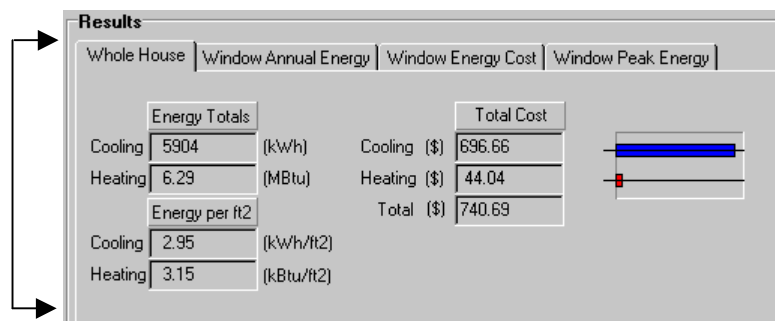 Results
Whole House Window Annual Energy Window Energy Cost Window Peak Energy
Energy Totals Total Cost
Cooling 5904 (kWh) Cooling ($) 696.66
Heating 6.29 (MBtu) Heating ($) 44.04
Energy per ft2 Total ($) 740.69
Cooling 2.95 (kWh/ft2)
Heating 3.15 (kBtu/ft2)